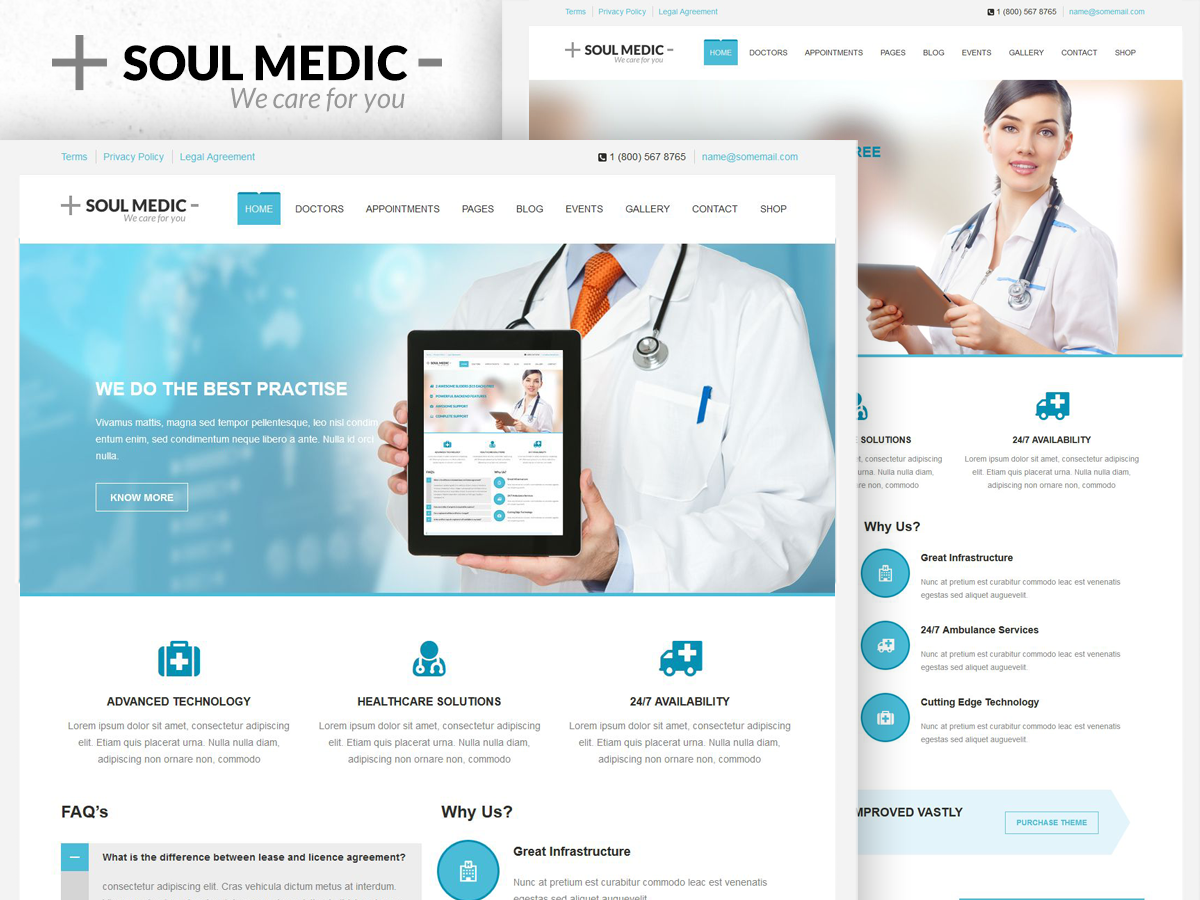 SOUL MEDIC
We care for you
Terms
Privacy Policy
Legal Agreement
1 (800) 567 8765
name@somemail.com
SOUL MEDIC
We care for you
HOME
DOCTORS
APPOINTMENTS
PAGES
BLOG
EVENTS
GALLERY
CONTACT
SHOP
REE
SOLUTIONS
et, consectetur adipiscing
urna. Nulla nulla diam,
are non, commodo
24/7 AVAILABILITY
Lorem ipsum dolor sit amet, consectetur adipiscing
elit. Etiam quis placerat urna. Nulla nulla diam,
adipiscing non ornare non, commodo
Why Us?
Great Infrastructure
Nunc at pretium est curabitur commodo leac est venenatis
egestas sed aliquet auguevelit.
24/7 Ambulance Services
Nunc at pretium est curabitur commodo leac est venenatis
egestas sed aliquet auguevelit.
Cutting Edge Technology
Nunc at pretium est curabitur commodo leac est venenatis
egestas sed aliquet auguevelit.
MPROVED VASTLY
PURCHASE THEME
Terms
Privacy Policy
Legal Agreement
1 (800) 567 8765
name@somemail.com
SOUL MEDIC
We care for you
HOME
DOCTORS
APPOINTMENTS
PAGES
BLOG
EVENTS
GALLERY
CONTACT
SHOP
WE DO THE BEST PRACTISE
Vivamus mattis, magna sed tempor pellentesque, leo nisl condim
entum enim, sed condimentum neque libero a ante. Nulla id orci
nulla.
KNOW MORE
SOUL MEDIC
COMPLETE SUPPORT
FAQ's
Why Us?
ADVANCED TECHNOLOGY
Lorem ipsum dolor sit amet, consectetur adipiscing
elit. Etiam quis placerat urna. Nulla nulla diam,
adipiscing non ornare non, commodo
HEALTHCARE SOLUTIONS
Lorem ipsum dolor sit amet, consectetur adipiscing
elit. Etiam quis placerat urna. Nulla nulla diam,
adipiscing non ornare non, commodo
24/7 AVAILABILITY
Lorem ipsum dolor sit amet, consectetur adipiscing
elit. Etiam quis placerat urna. Nulla nulla diam,
adipiscing non ornare non, commodo
FAQ's
What is the difference between lease and licence agreement?
consectetur adipiscing elit. Cras vehicula dictum metus at interdum.
Why Us?
Great Infrastructure
Nunc at pretium est curabitur commodo leac est venenatis
egestas sed aliquet auguevelit.